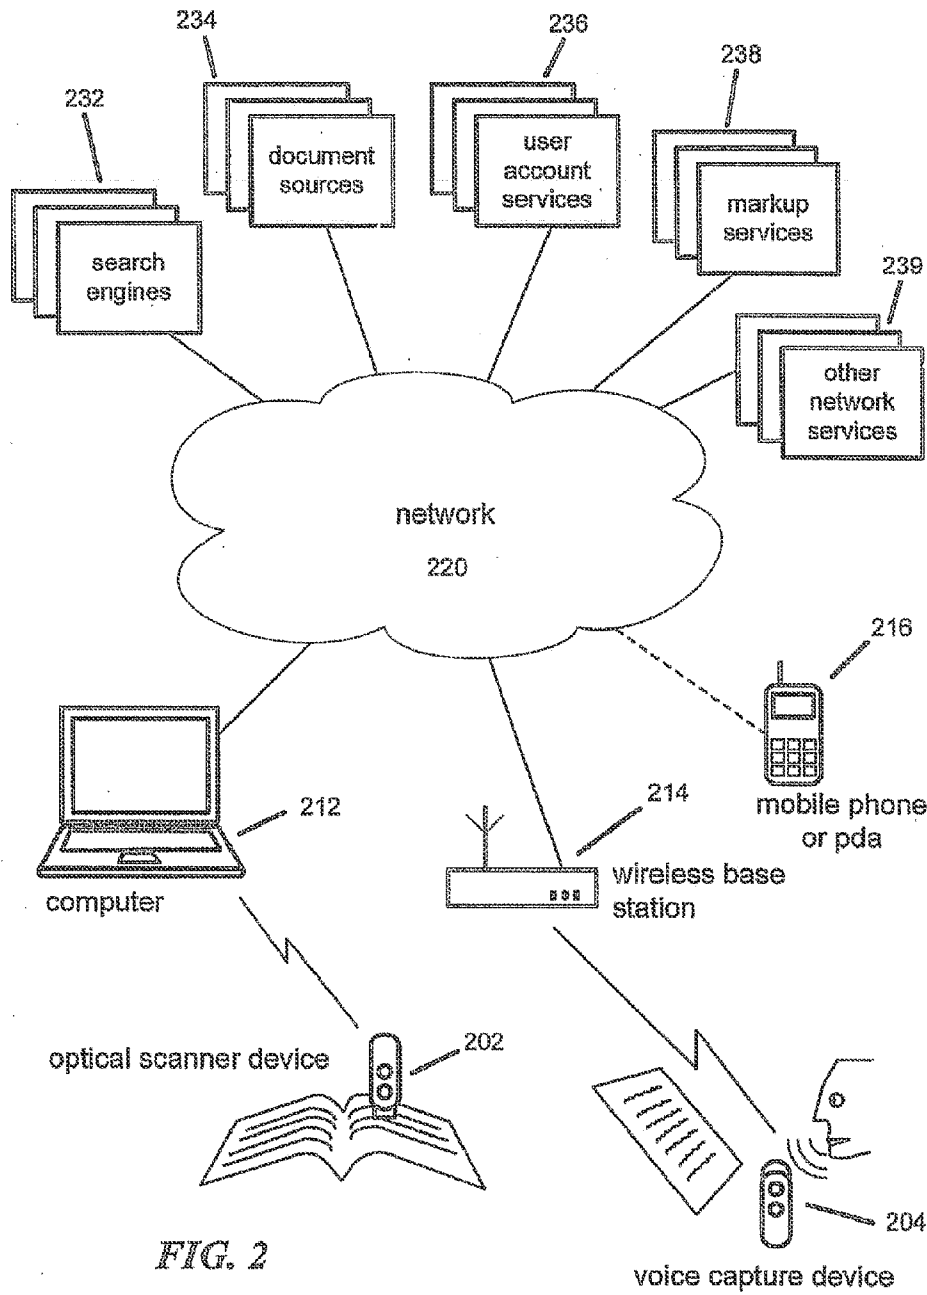 234
236
238
232
document
sources
user
account
services
markup
services
search
engines
239
other
network
services
network
220
216
mobile phone
or pda
212
214
computer
wireless base
station
optical scanner device
202
204
FIG. 2
voice capture device